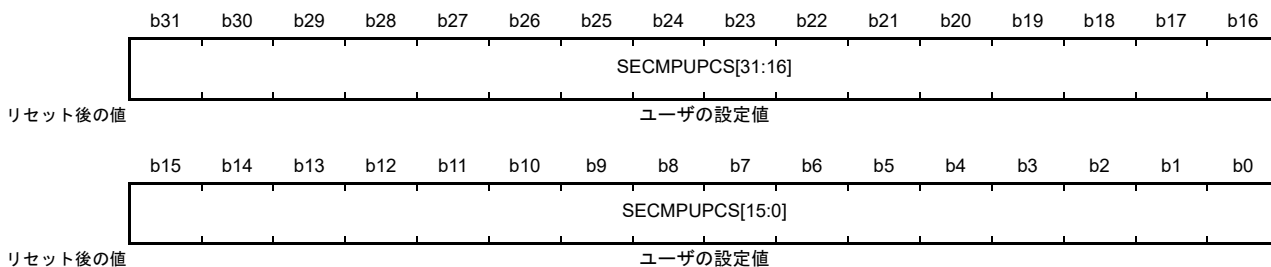 b31 b30 b29 b28 b27 b26 b25 b24 b23 b22 b21 b20 b19 b18 b17 b16
SECMPUPCS[31:16]
リセット後の値 ユーザの設定値
b15 b14 b13 b12 b11 b10 b9 b8 b7 b6 b5 b4 b3 b2 b1 b0
SECMPUPCS[15:0]
リセット後の値 ユーザの設定値